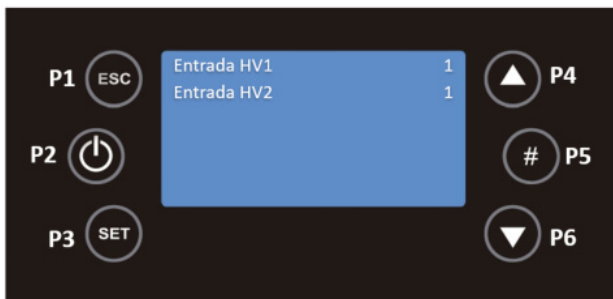 P1 ESC
Entrada HV1 1
P4
Entrada HV2 1
P2
# P5
P3 SET
P6